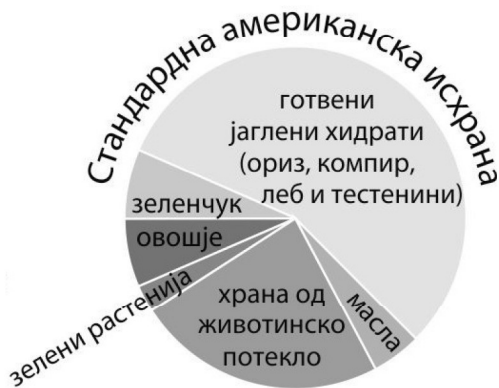 Стандардна американска исхрана
готвени
јаглени хидрати
(ориз, компир,
леб и тестенини)
зеленчук
овошје
зелени растенија
храна од
животинско
потекло
масла